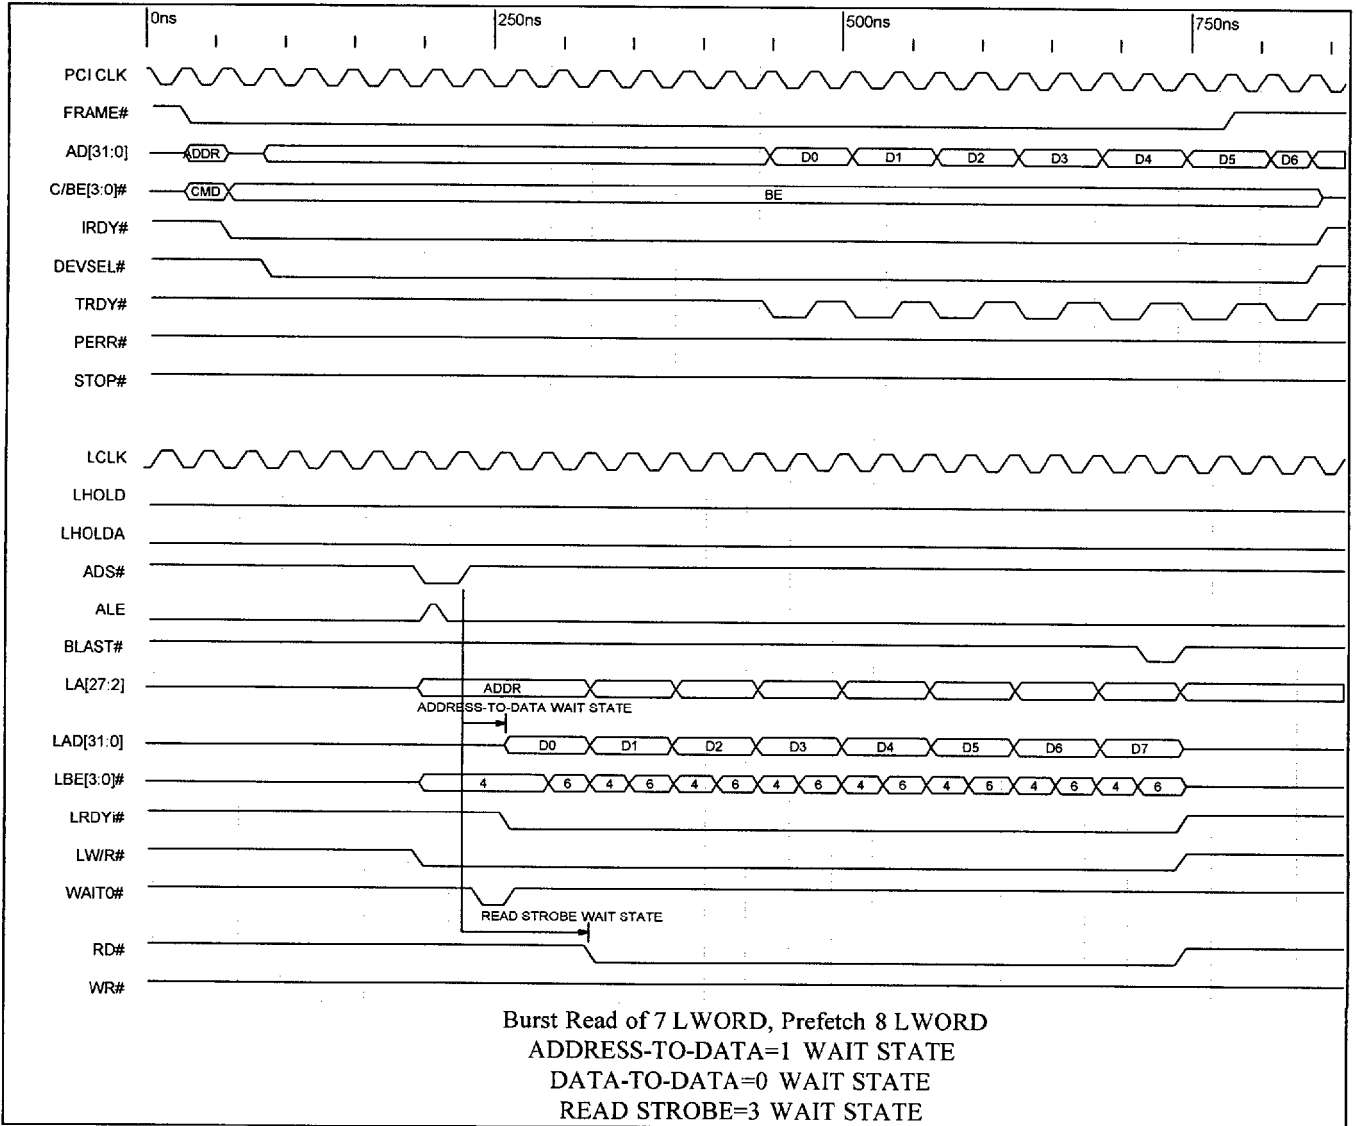 0ns 250ns 500ns 750ns
PCI CLK
FRAME#
AD[31:0] ADDR D0 D1 D2 D3 D4 D5 D6
C/BE[3:0]# CMD BE
IRDY#
DEVSEL#
TRDY#
PERR#
STOP#
LCLK
LHOLD
LHOLDA
ADS#
ALE
BLAST#
LA[27:2] ADDR
ADDRESS-TO-DATA WAIT STATE
LAD[31:0] D0 D1 D2 D3 D4 D5 D6 D7
LBE[3:0]# 4 6 4 6 4 6 4 6 4 6 4 6 4 6 4 6
LRDYi#
LW/R#
WAIT0#
READ STROBE WAIT STATE
RD#
WR#
Burst Read of 7 LWORD, Prefetch 8 LWORD
ADDRESS-TO-DATA=1 WAIT STATE
DATA-TO-DATA=0 WAIT STATE
READ STROBE=3 WAIT STATE